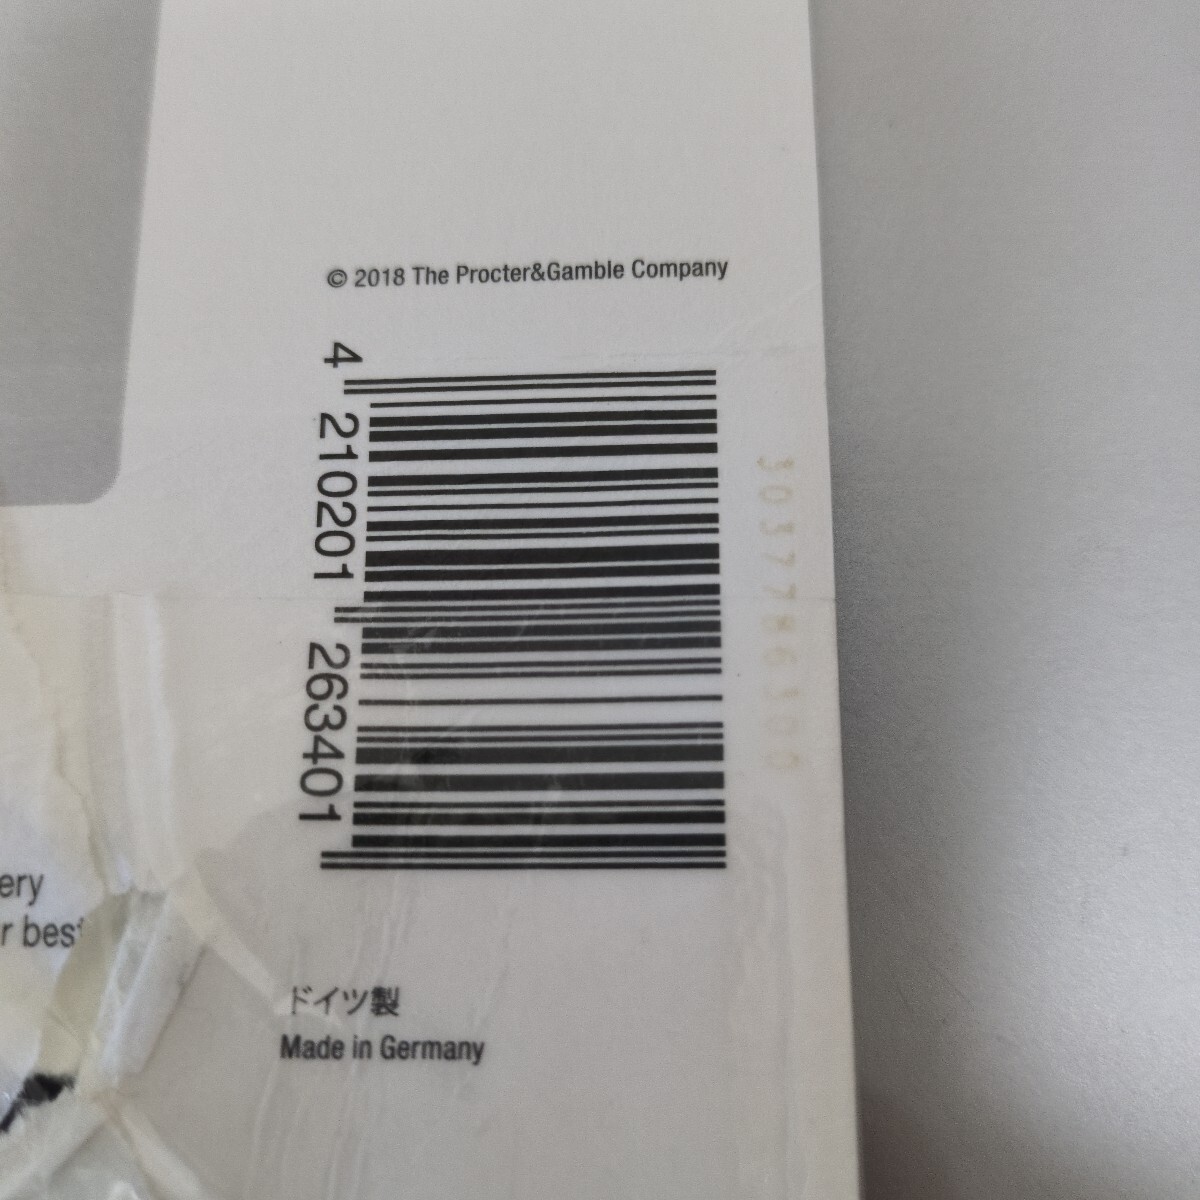 © 2018 The Procter&Gamble Company
4 210201 263401
ery
r best
ドイツ製
Made in Germany